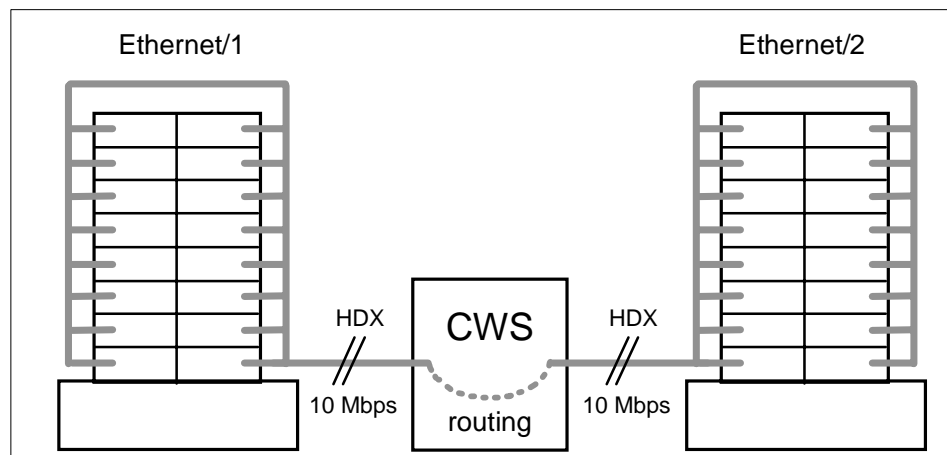 Ethernet/1
Ethernet/2
HDX
CWS
HDX
10 Mbps
routing
10 Mbps